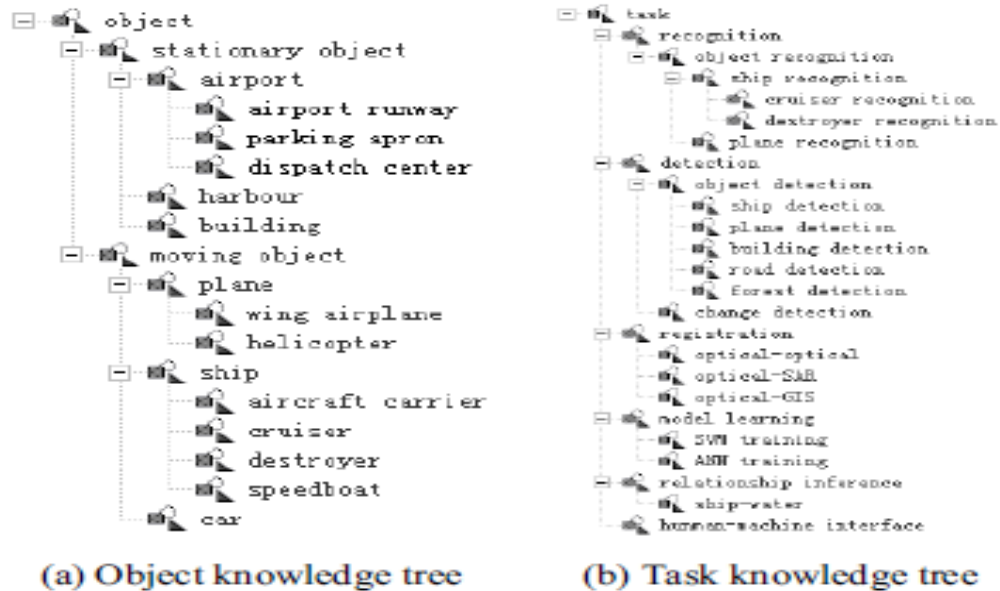 object
stationary object
airport
airport runway
parking apron
dispatch center
harbour
building
moving object
plane
wing airplane
helicopter
ship
aircraft carrier
cruiser
destroyer
speedboat
car
(a) Object knowledge tree
task
recognition
object recognition
ship recognition
cruiser recognition
destroyer recognition
plane recognition
detection
object detection
ship detection
plane detection
building detection
road detection
forest detection
change detection
registration
optical-optical
optical-SAR
optical-GIS
model learning
SVM training
ANN training
relationship inference
ship-water
humman-machine interface
(b) Task knowledge tree